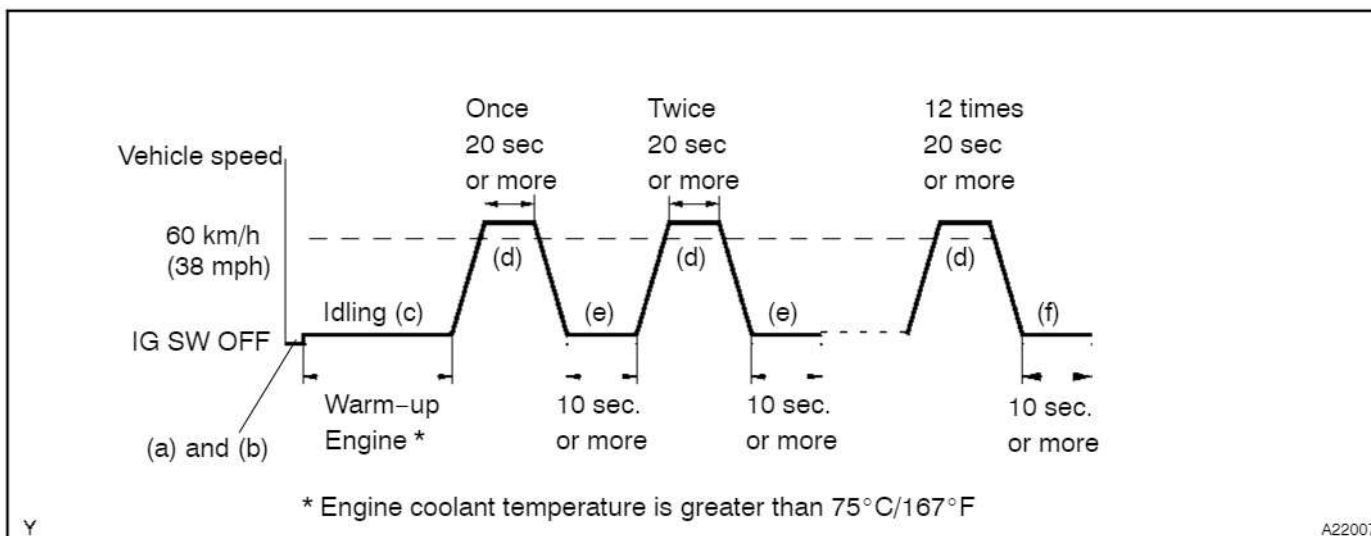 Once
20 sec
or more
Twice
20 sec
or more
12 times
20 sec
or more
Vehicle speed
60 km/h
(38 mph)
(d)
(d)
(d)
Idling (c)
(e)
(e)
(f)
IG SW OFF
(a) and (b)
Warm–up
Engine *
10 sec.
or more
10 sec.
or more
10 sec.
or more
* Engine coolant temperature is greater than 75°C/167°F
Y
A22007